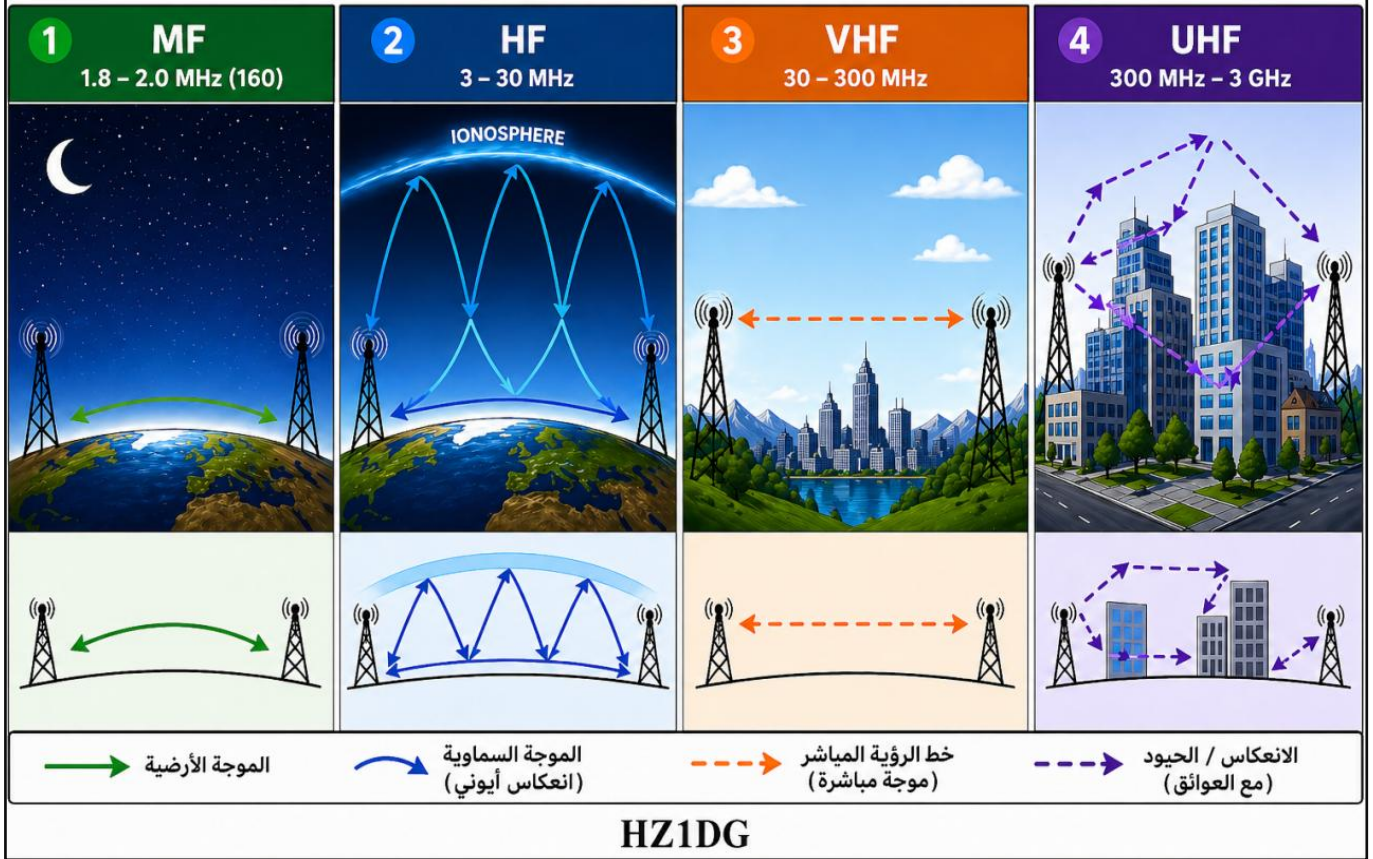 1 MF
1.8 – 2.0 MHz (160)
2 HF
3 – 30 MHz
3 VHF
30 – 300 MHz
4 UHF
300 MHz – 3 GHz
IONOSPHERE
الموجة الأرضية
الموجة السماوية
(انعكاس أيوني)
خط الرؤية المباشر
(موجة مباشرة)
الانعكاس / الحيود
(مع العوائق)
HZ1DG